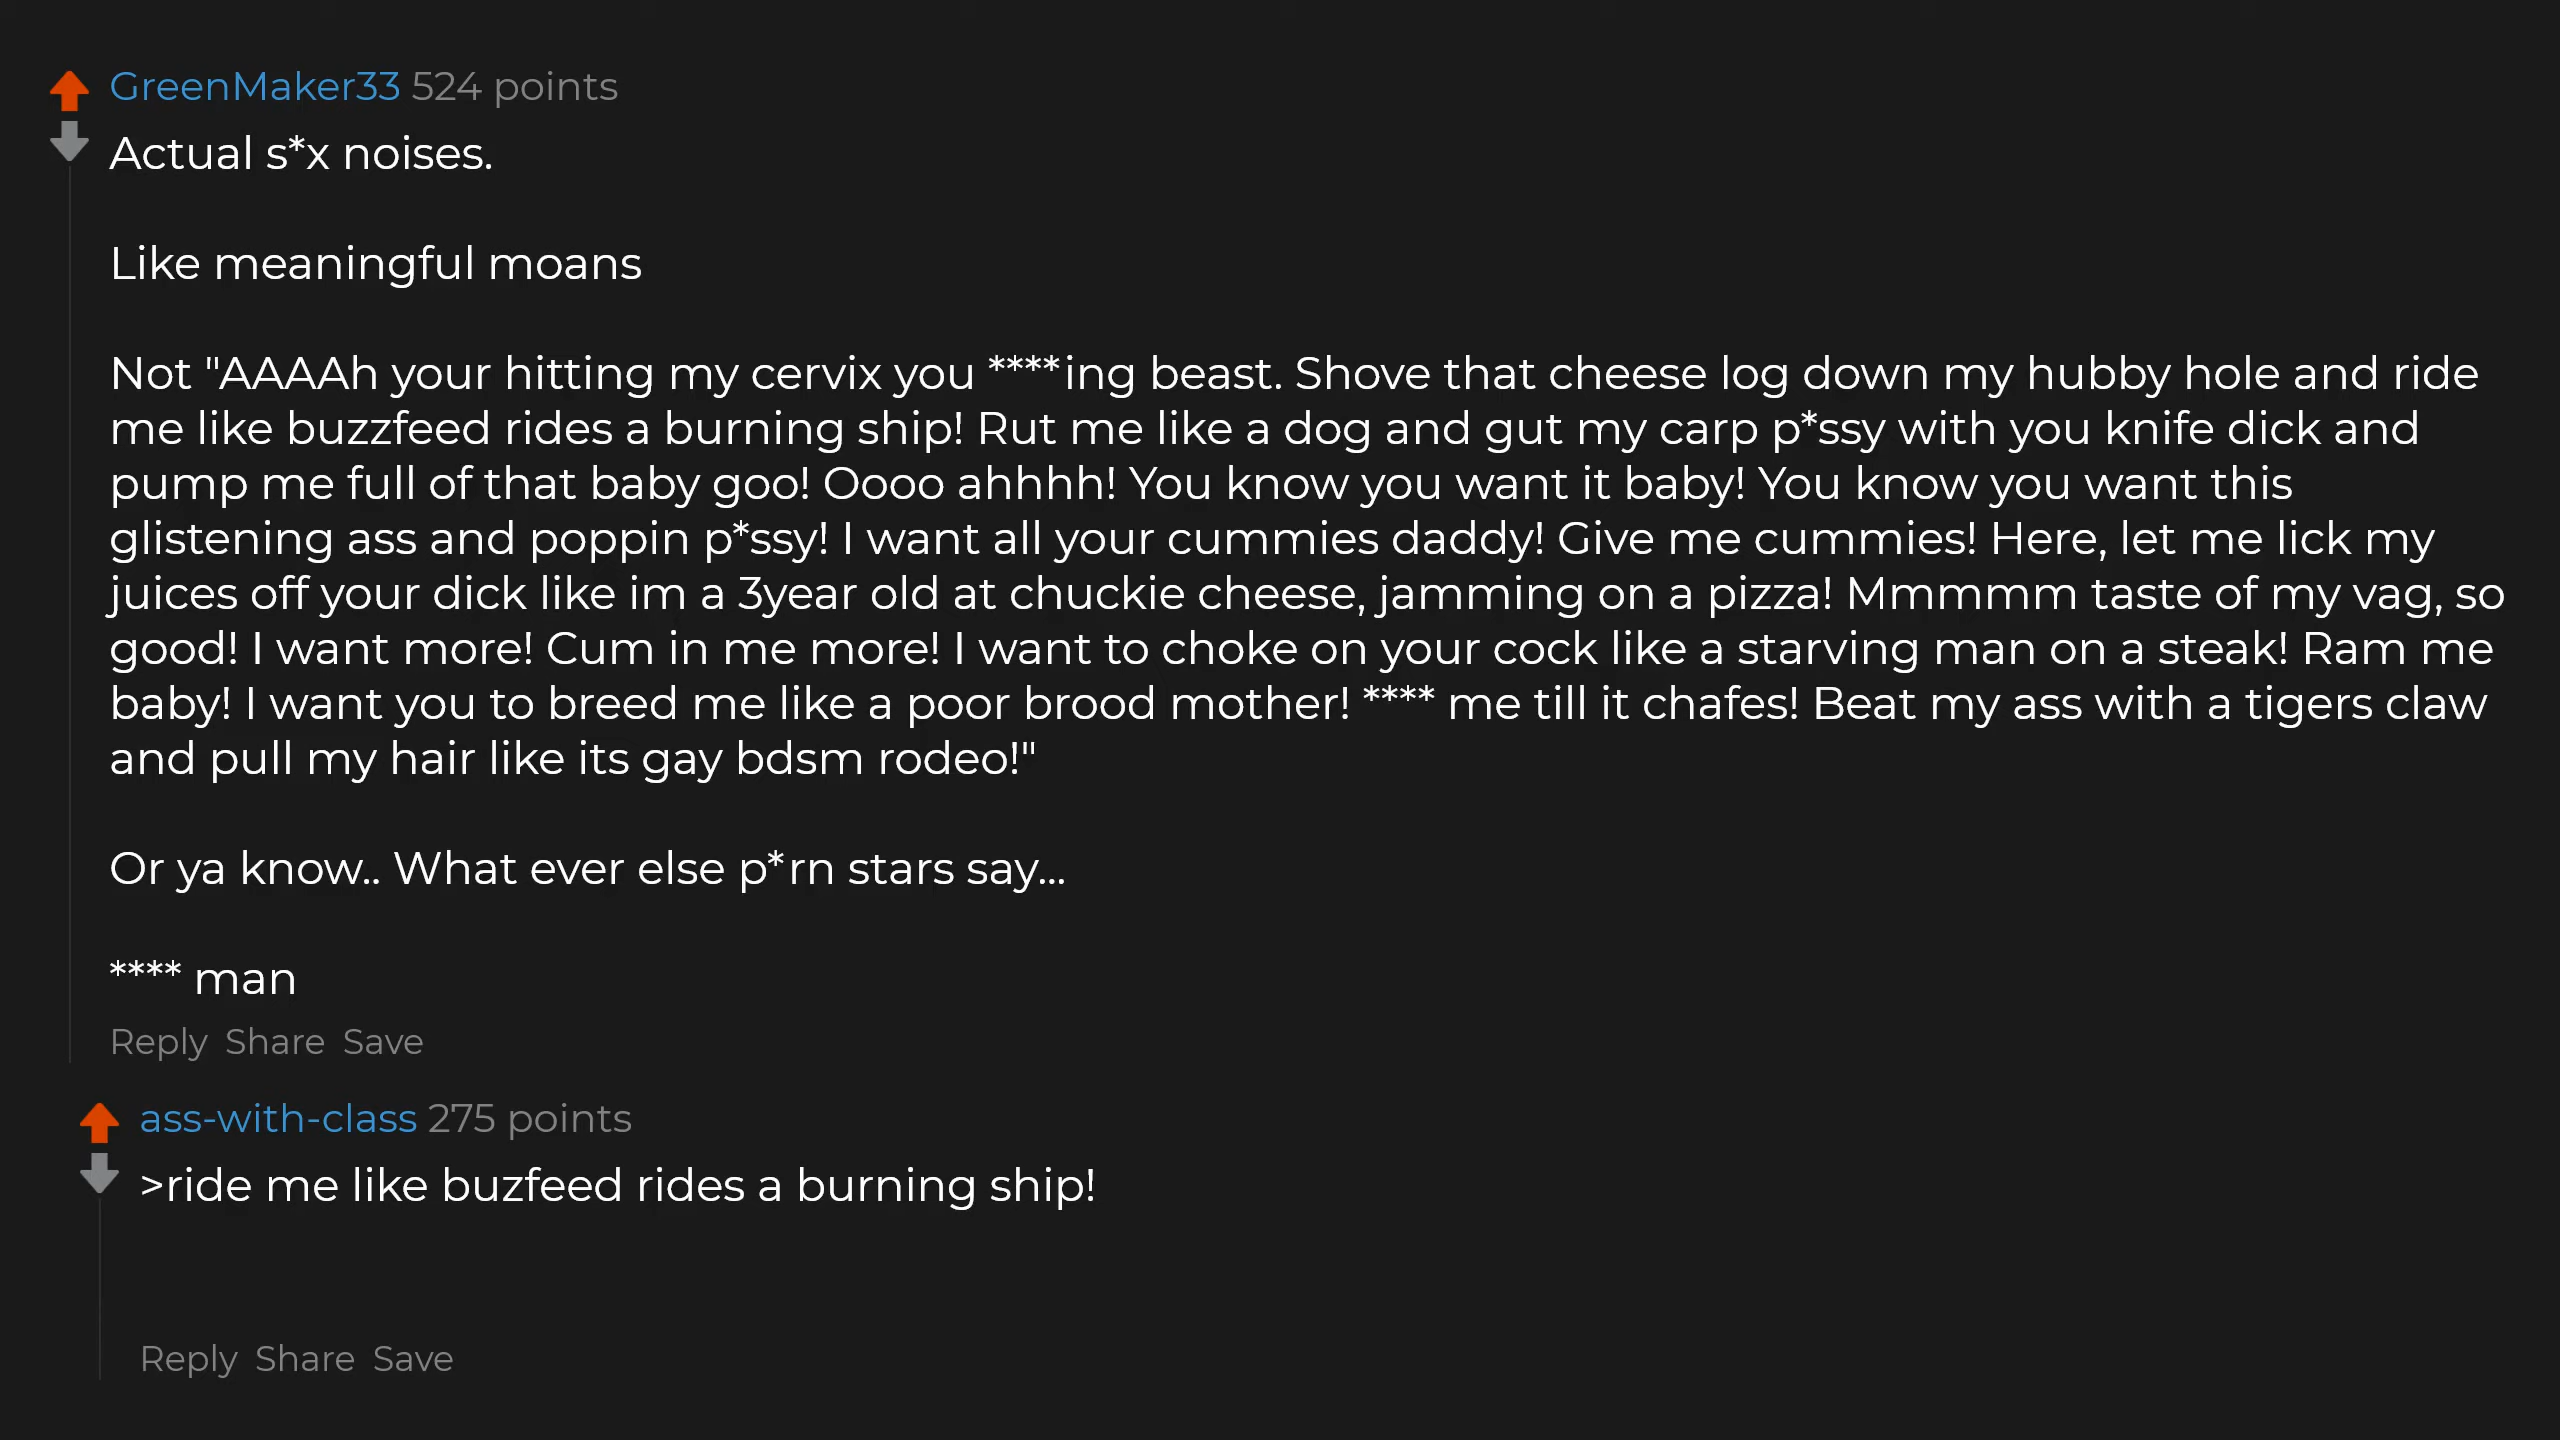 GreenMaker33 524 points
Actual s*x noises.
Like meaningful moans
Not "AAAAh your hitting my cervix you ****ing beast. Shove that cheese log down my hubby hole and ride
me like buzzfeed rides a burning ship! Rut me like a dog and gut my carp p*ssy with you knife dick and
pump me full of that baby goo! Oooo ahhhh! You know you want it baby! You know you want this
glistening ass and poppin p*ssy! I want all your cummies daddy! Give me cummies! Here, let me lick my
juices off your dick like im a 3year old at chuckie cheese, jamming on a pizza! Mmmmm taste of my vag, so
good! I want more! Cum in me more! I want to choke on your cock like a starving man on a steak! Ram me
baby! I want you to breed me like a poor brood mother! **** me till it chafes! Beat my ass with a tigers claw
and pull my hair like its gay bdsm rodeo!"
Or ya know.. What ever else p*rn stars say...
**** man
Reply Share Save
ass-with-class 275 points
>ride me like buzfeed rides a burning ship!
Reply Share Save